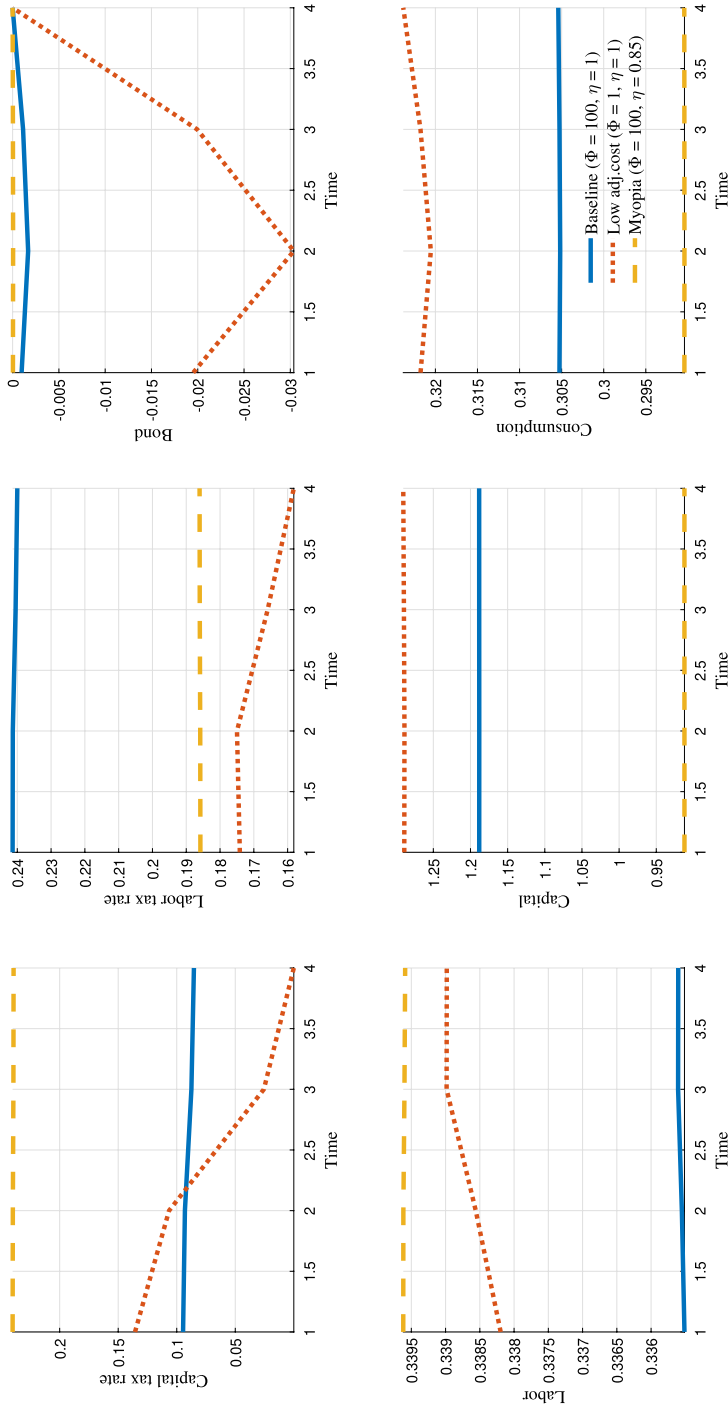 Capital tax rate
0.2
0.15
0.1
0.05
1 1.5 2 2.5 3 3.5 4
Time
Labor tax rate
0.24
0.23
0.22
0.21
0.2
0.19
0.18
0.17
0.16
1 1.5 2 2.5 3 3.5 4
Time
Bond
0
-0.005
-0.01
-0.015
-0.02
-0.025
-0.03
1 1.5 2 2.5 3 3.5 4
Time
Labor
0.3395
0.339
0.3385
0.338
0.3375
0.337
0.3365
0.336
1 1.5 2 2.5 3 3.5 4
Time
Capital
1.25
1.2
1.15
1.1
1.05
1
0.95
1 1.5 2 2.5 3 3.5 4
Time
Consumption
0.32
0.315
0.31
0.305
0.3
0.295
1 1.5 2 2.5 3 3.5 4
Time
Baseline (Φ = 100, η = 1)
Low adj.cost (Φ = 1, η = 1)
Myopia (Φ = 100, η = 0.85)